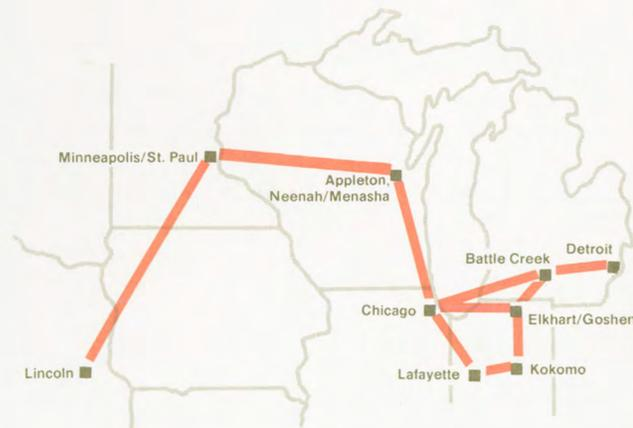 Minneapolis/St. Paul
Appleton,
Neenah/Menasha
Detroit
Battle Creek
Chicago
Elkhart/Goshen
Lincoln
Lafayette
Kokomo